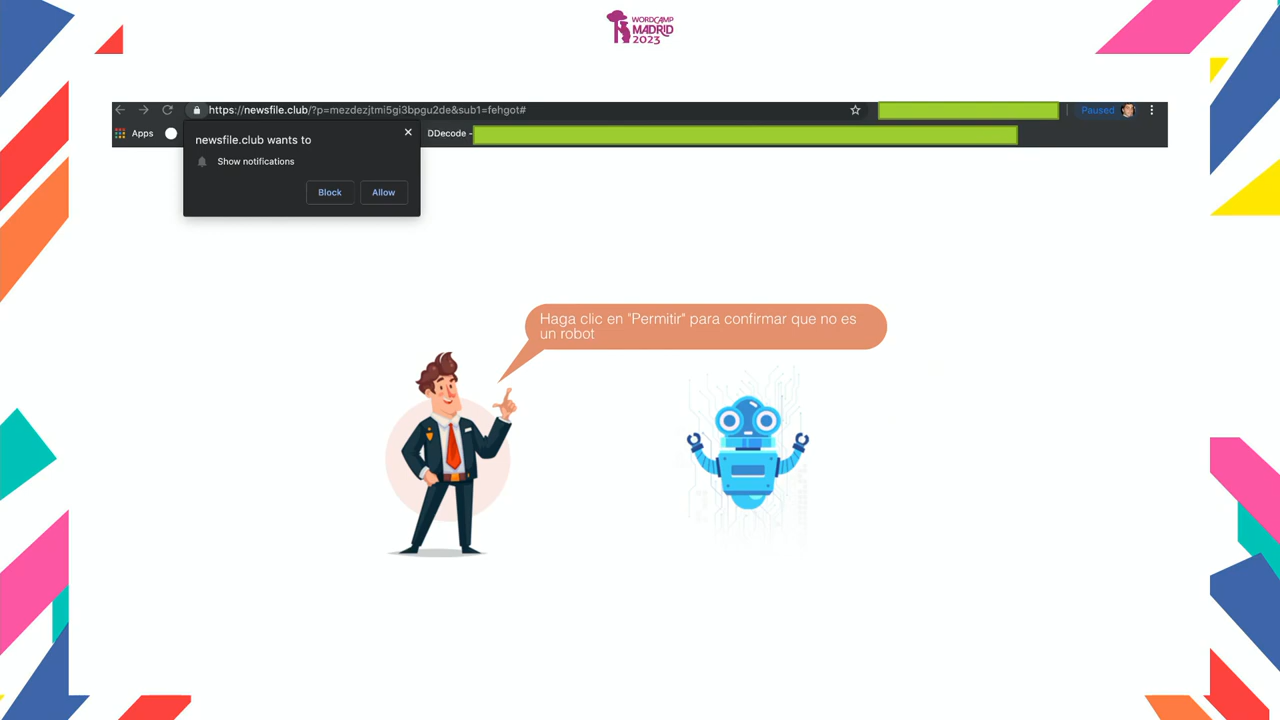 WORDCAMP
MADRID
2023
https://newsfile.club/?p=mezdezjtmi5gi3bpgu2de&sub1=fehgot#
Paused
Apps
DDecode -
newsfile.club wants to
Show notifications
Block
Allow
Haga clic en "Permitir" para confirmar que no es
un robot